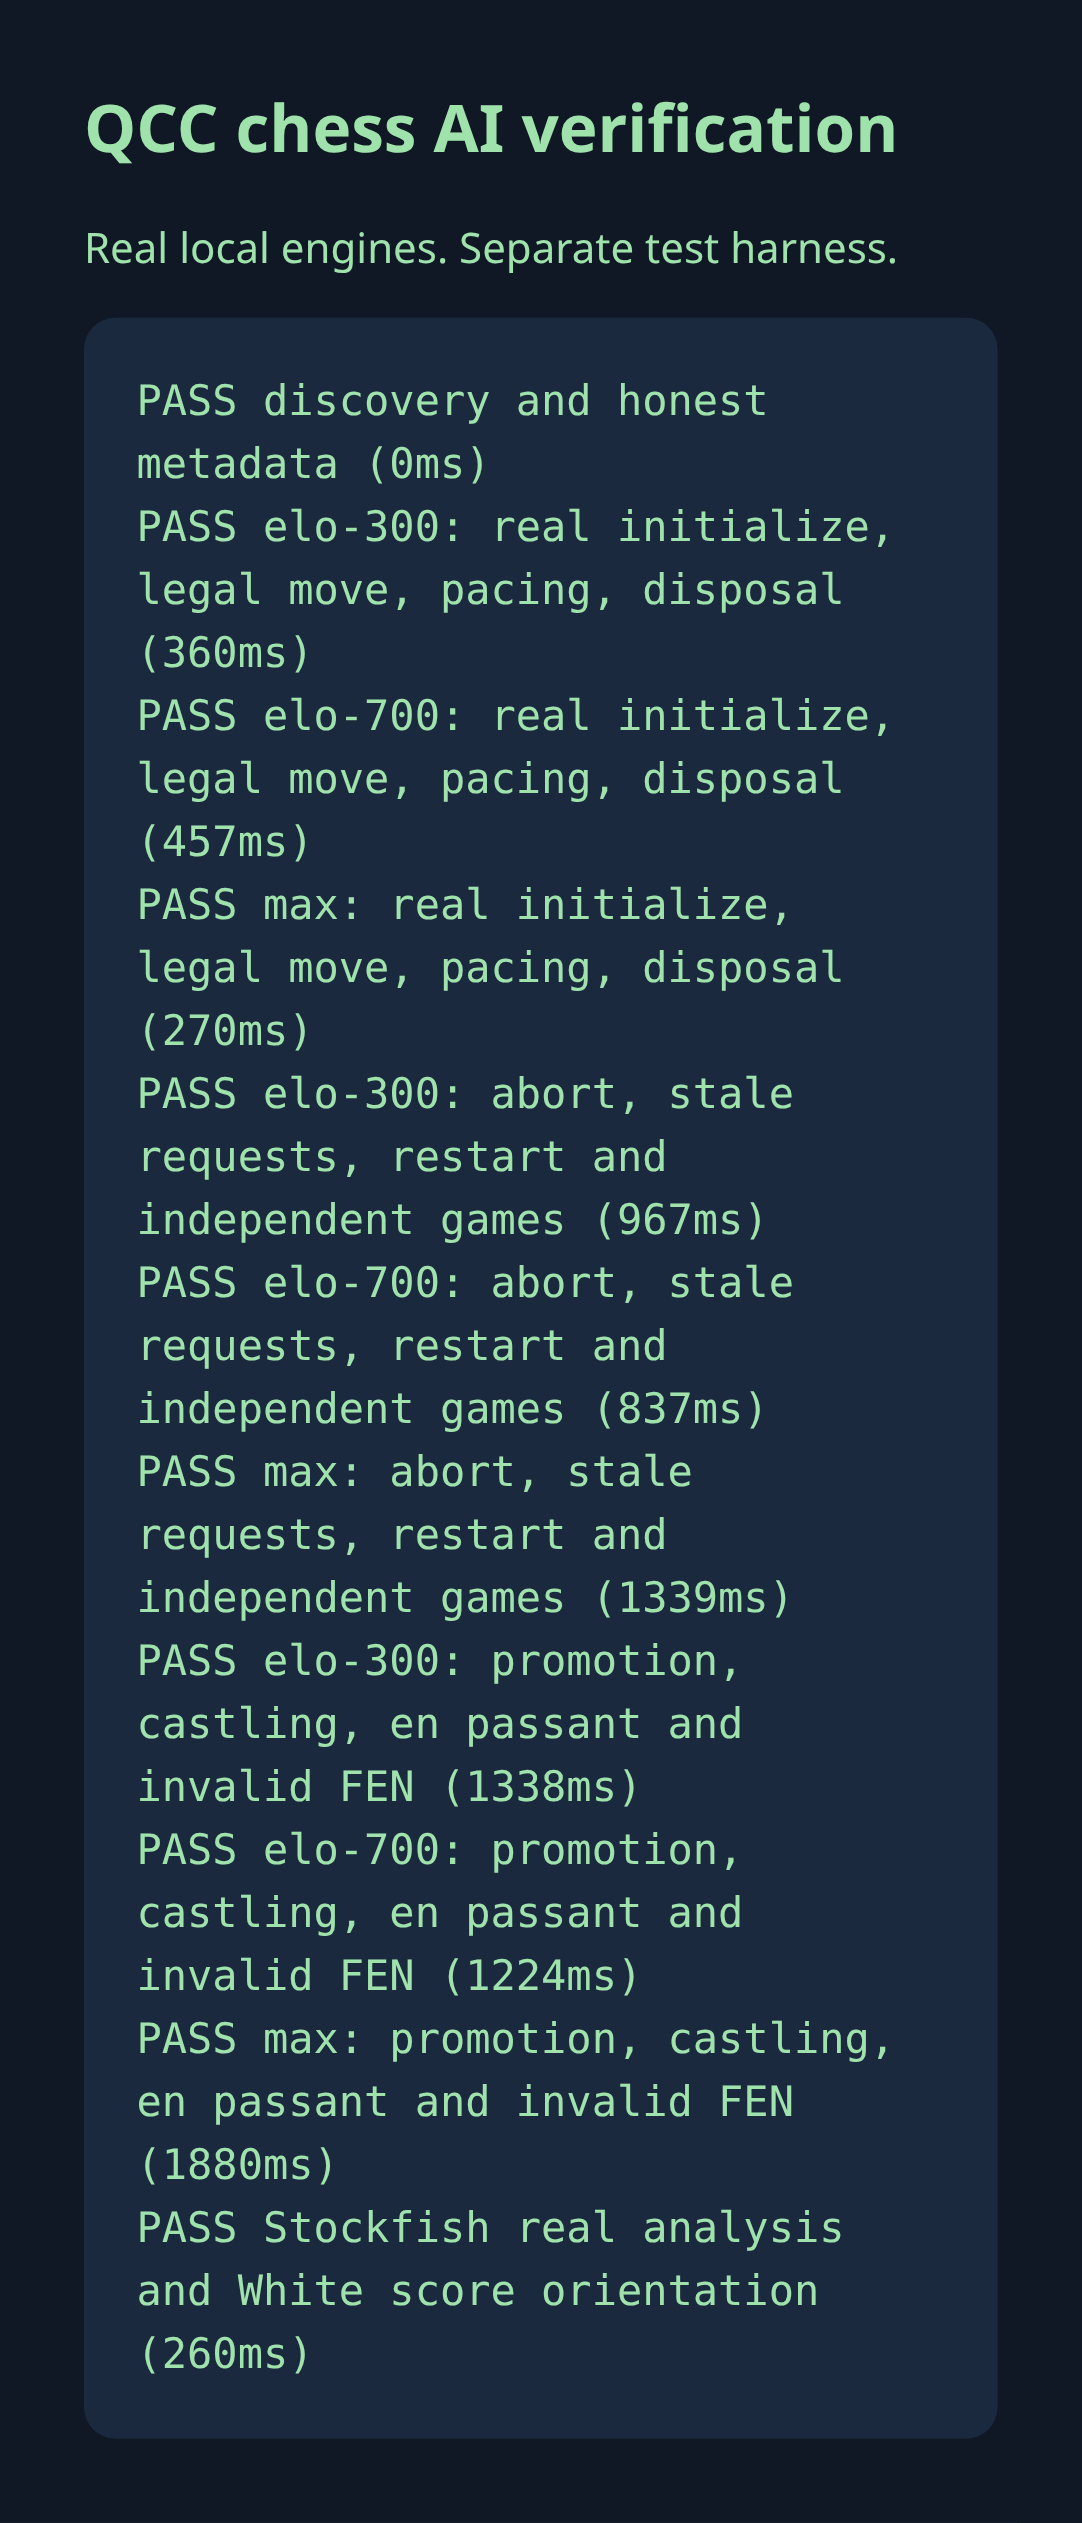 QCC chess AI verification
Real local engines. Separate test harness.
PASS discovery and honest
metadata (0ms)
PASS elo-300: real initialize,
legal move, pacing, disposal
(360ms)
PASS elo-700: real initialize,
legal move, pacing, disposal
(457ms)
PASS max: real initialize,
legal move, pacing, disposal
(270ms)
PASS elo-300: abort, stale
requests, restart and
independent games (967ms)
PASS elo-700: abort, stale
requests, restart and
independent games (837ms)
PASS max: abort, stale
requests, restart and
independent games (1339ms)
PASS elo-300: promotion,
castling, en passant and
invalid FEN (1338ms)
PASS elo-700: promotion,
castling, en passant and
invalid FEN (1224ms)
PASS max: promotion, castling,
en passant and invalid FEN
(1880ms)
PASS Stockfish real analysis
and White score orientation
(260ms)